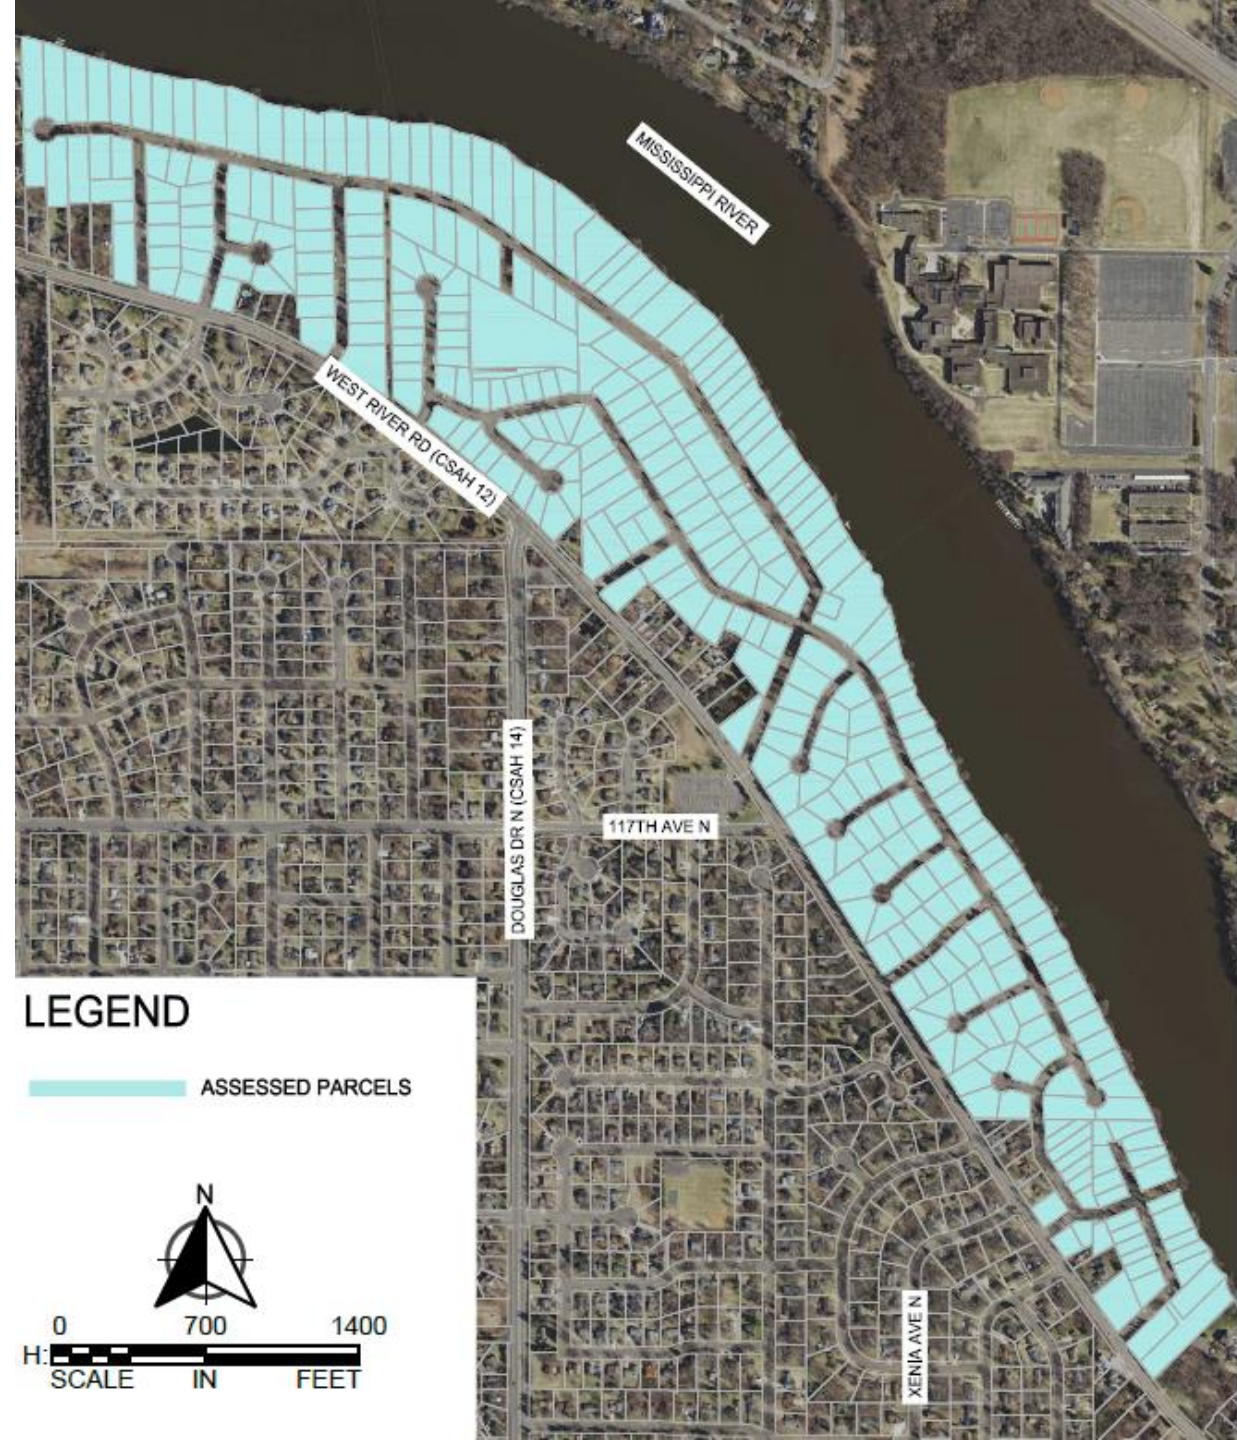 MISSISSIPPI RIVER
WEST RIVER RD (CSAH 12)
DOUGLAS DR N (CSAH 14)
117TH AVE N
XENIA AVE N
LEGEND
ASSESSED PARCELS
N
0 700 1400
H:
SCALE IN FEET